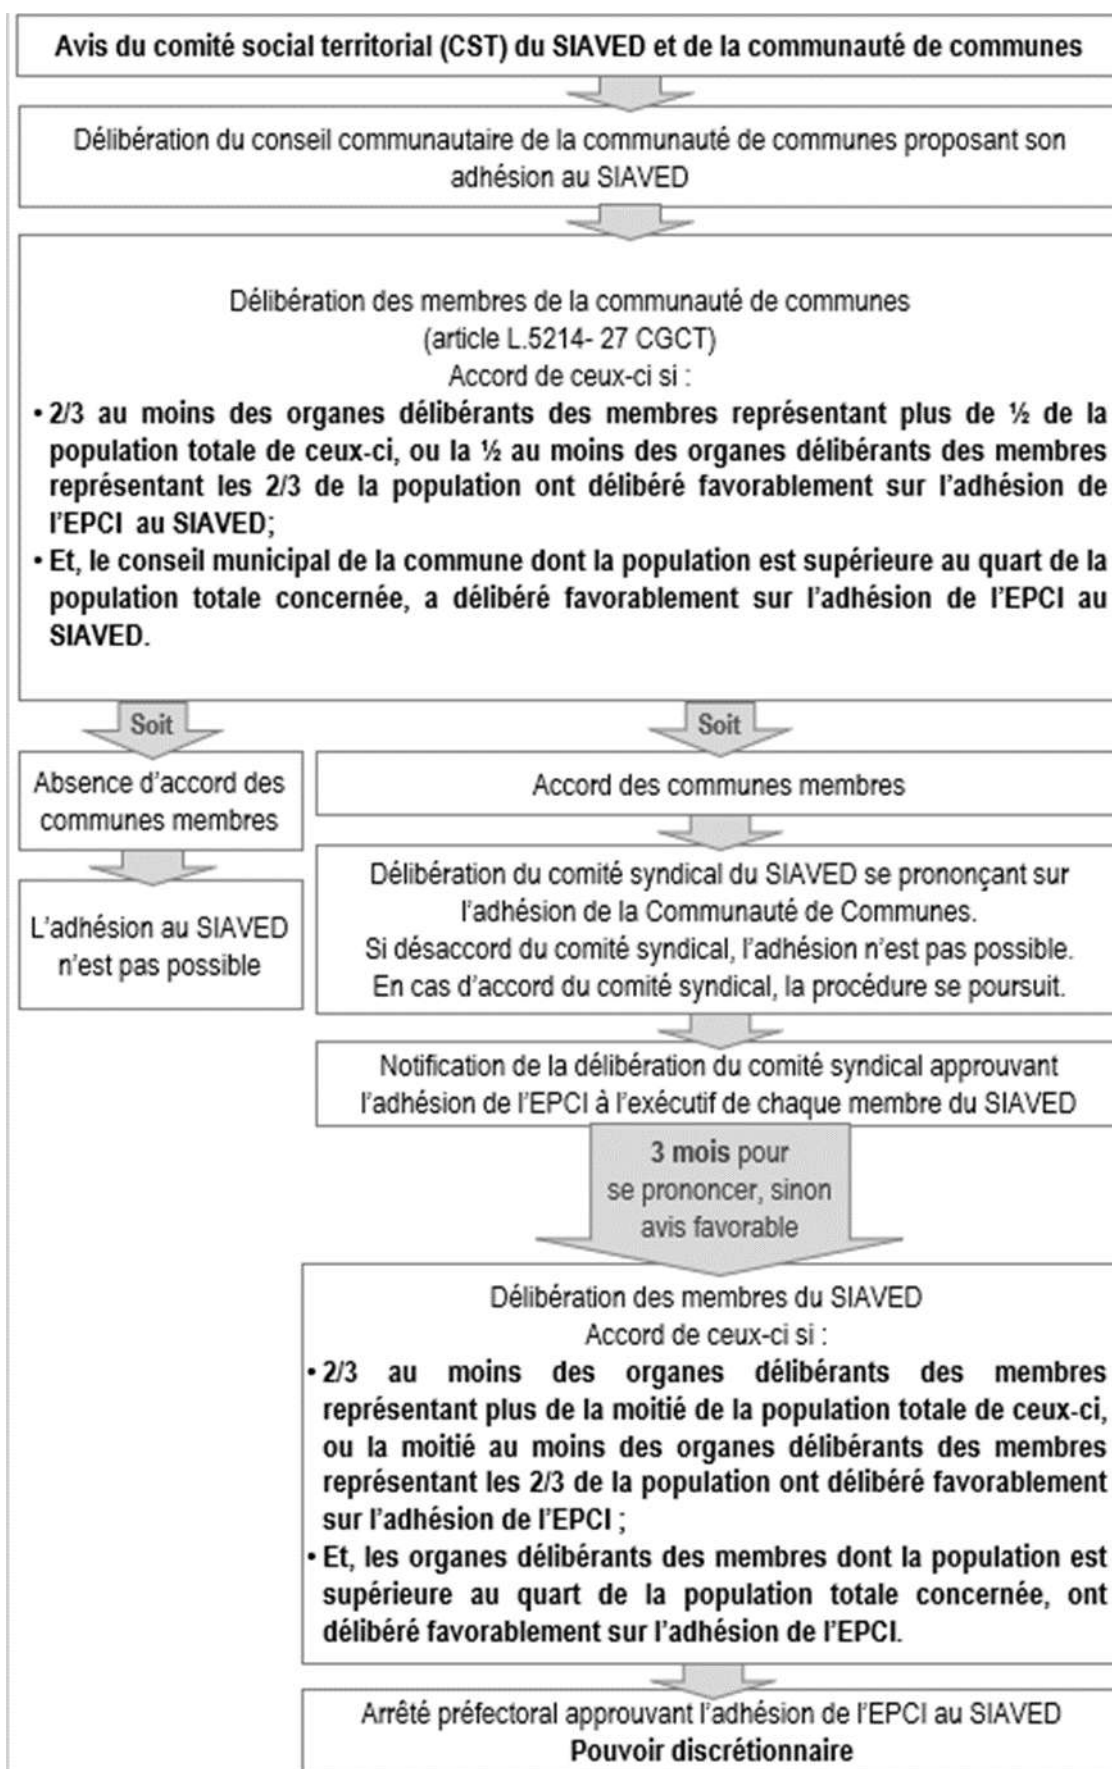 Avis du comité social territorial (CST) du SIAVED et de la communauté de communes
Délibération du conseil communautaire de la communauté de communes proposant son
adhésion au SIAVED
Délibération des membres de la communauté de communes
(article L.5214- 27 CGCT)
Accord de ceux-ci si :
• 2/3 au moins des organes délibérants des membres représentant plus de ½ de la
population totale de ceux-ci, ou la ½ au moins des organes délibérants des membres
représentant les 2/3 de la population ont délibéré favorablement sur l'adhésion de
l'EPCI au SIAVED;
• Et, le conseil municipal de la commune dont la population est supérieure au quart de la
population totale concernée, a délibéré favorablement sur l'adhésion de l'EPCI au
SIAVED.
Soit
Absence d'accord des
communes membres
L'adhésion au SIAVED
n'est pas possible
Soit
Accord des communes membres
Délibération du comité syndical du SIAVED se prononçant sur
l'adhésion de la Communauté de Communes.
Si désaccord du comité syndical, l'adhésion n'est pas possible.
En cas d'accord du comité syndical, la procédure se poursuit.
Notification de la délibération du comité syndical approuvant
l'adhésion de l'EPCI à l'exécutif de chaque membre du SIAVED
3 mois pour
se prononcer, sinon
avis favorable
Délibération des membres du SIAVED
Accord de ceux-ci si :
• 2/3 au moins des organes délibérants des membres
représentant plus de la moitié de la population totale de ceux-ci,
ou la moitié au moins des organes délibérants des membres
représentant les 2/3 de la population ont délibéré favorablement
sur l'adhésion de l'EPCI ;
• Et, les organes délibérants des membres dont la population est
supérieure au quart de la population totale concernée, ont
délibéré favorablement sur l'adhésion de l'EPCI.
Arrêté préfectoral approuvant l'adhésion de l'EPCI au SIAVED
Pouvoir discrétionnaire